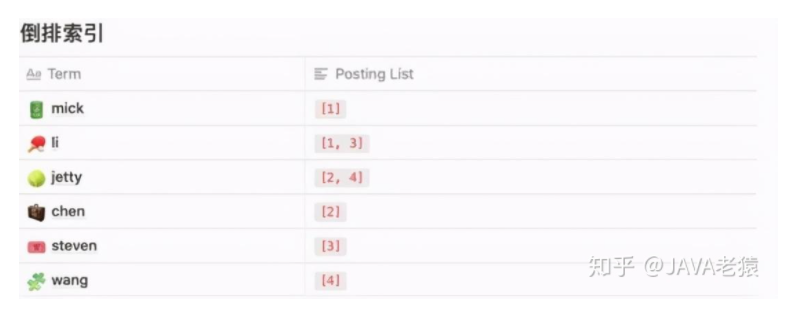 倒排索引
Aa Term Posting List
mick [1]
li [1, 3]
jetty [2, 4]
chen [2]
steven [3]
wang [4]
知乎 @JAVA老猿